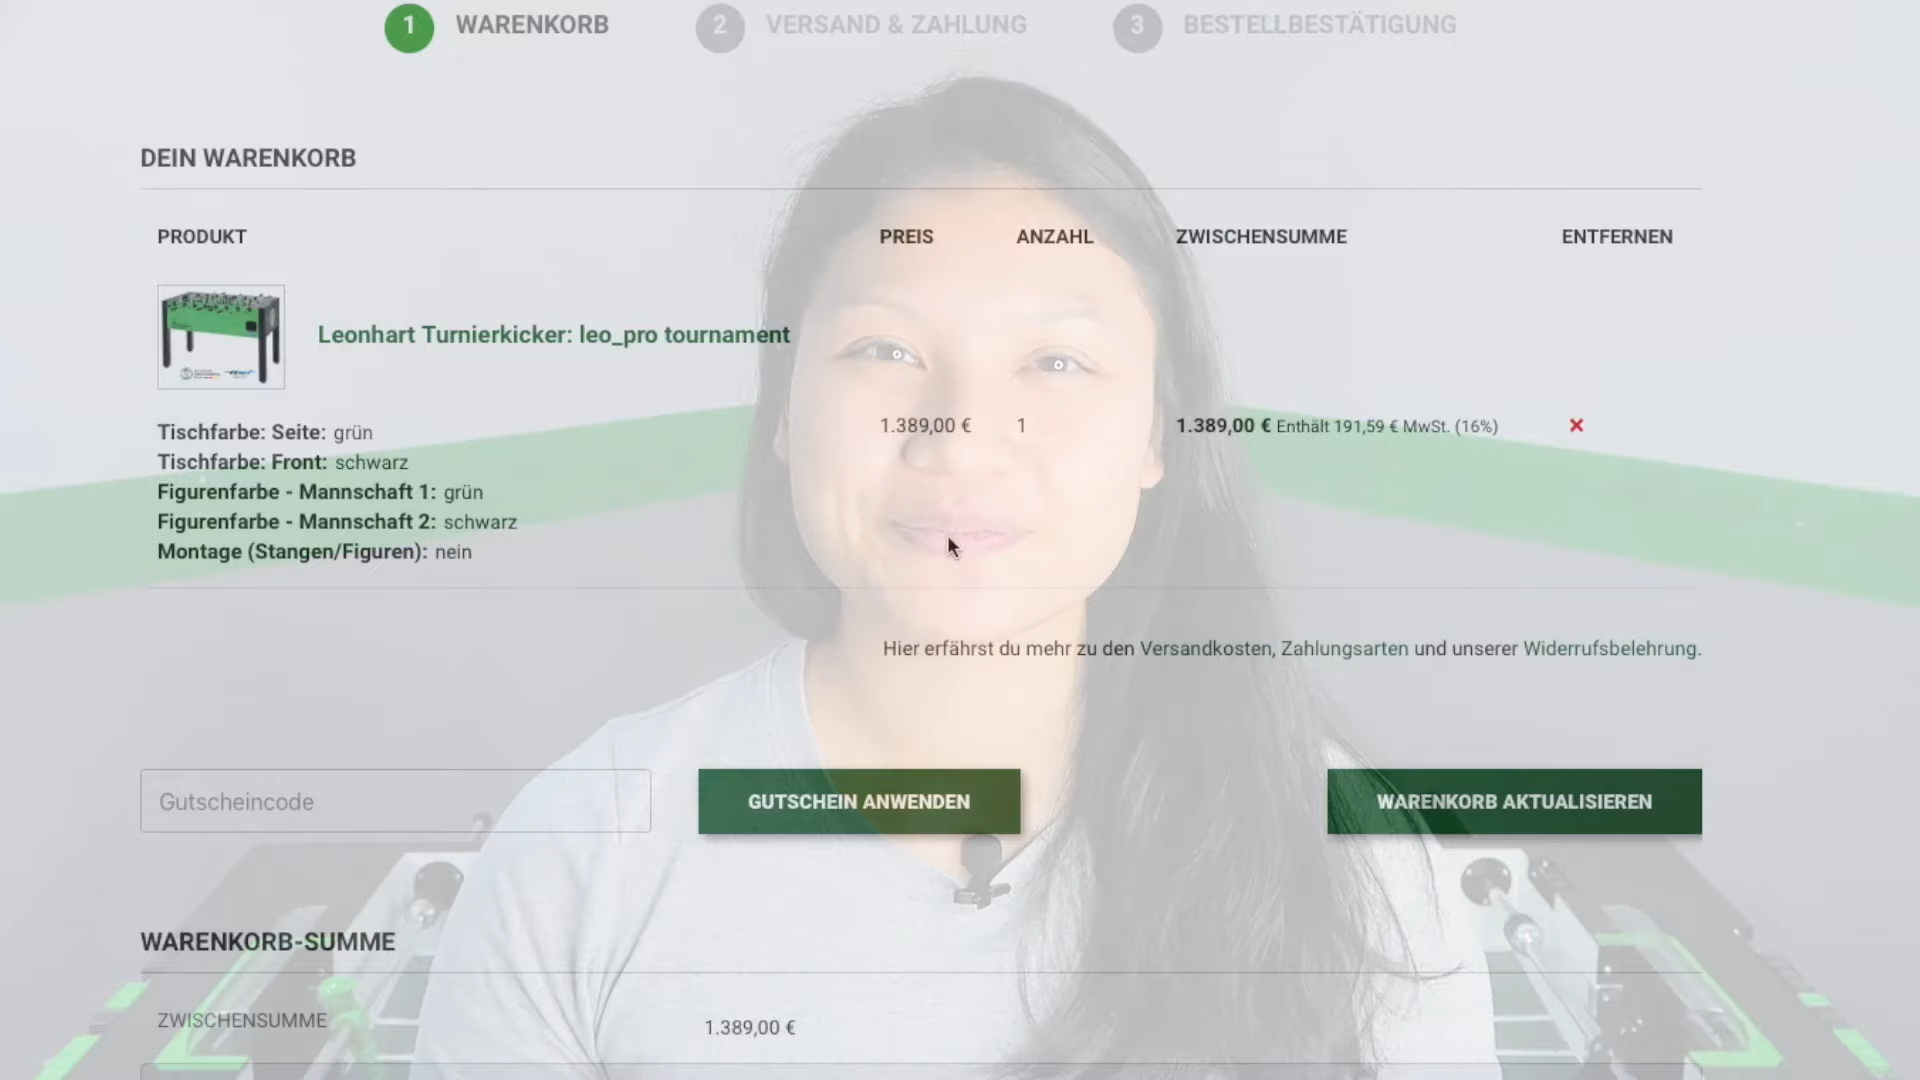 1 WARENKORB 2 VERSAND & ZAHLUNG 3 BESTELLBESTÄTIGUNG
DEIN WARENKORB
PRODUKT PREIS ANZAHL ZWISCHENSUMME ENTFERNEN
Leonhart Turnierkicker: leo_pro tournament
1.389,00 € 1 1.389,00 € Enthält 191,59 € MwSt. (16%)
Tischfarbe: Seite: grün
Tischfarbe: Front: schwarz
Figurenfarbe - Mannschaft 1: grün
Figurenfarbe - Mannschaft 2: schwarz
Montage (Stangen/Figuren): nein
Hier erfährst du mehr zu den Versandkosten, Zahlungsarten und unserer Widerrufsbelehrung.
Gutscheincode GUTSCHEIN ANWENDEN WARENKORB AKTUALISIEREN
WARENKORB-SUMME
ZWISCHENSUMME 1.389,00 €